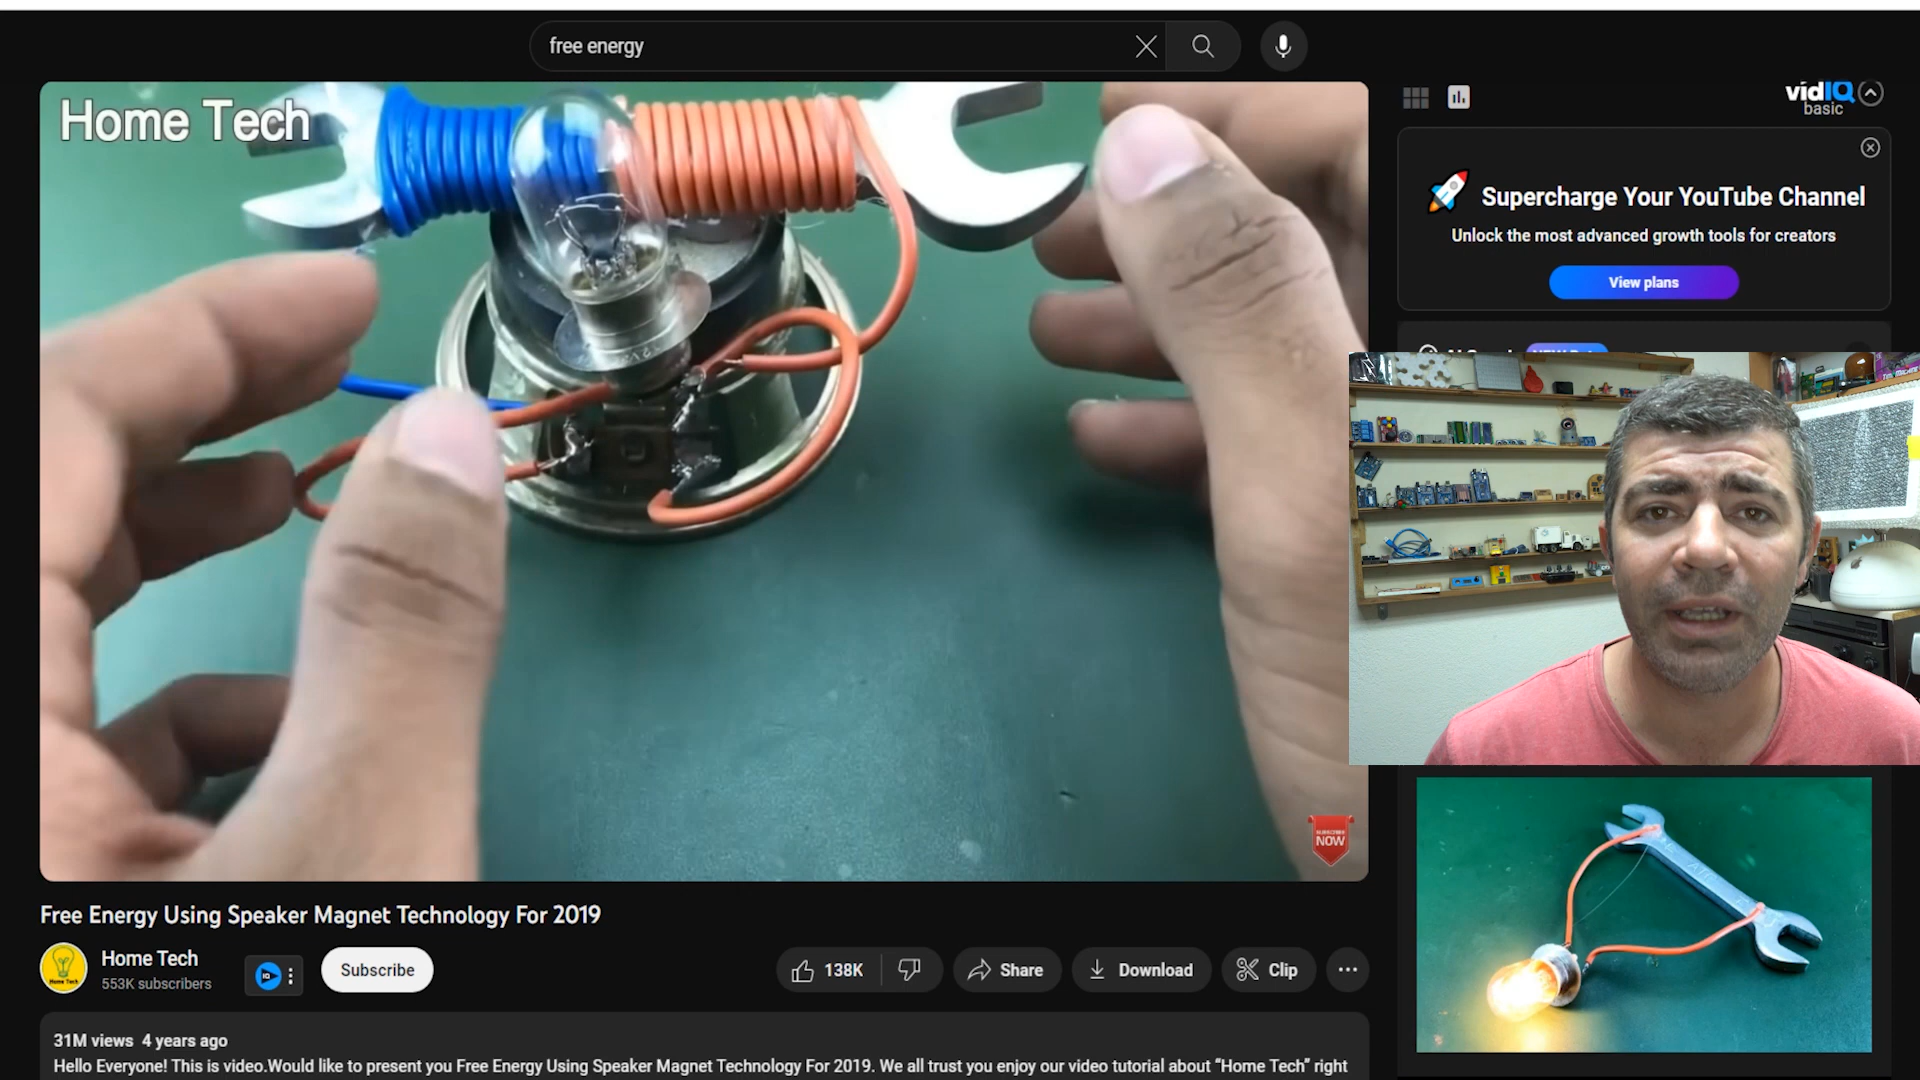 free energy
Home Tech
vidIQ
basic
Supercharge Your YouTube Channel
Unlock the most advanced growth tools for creators
View plans
SUBSCRIBE
NOW
Free Energy Using Speaker Magnet Technology For 2019
Home Tech
553K subscribers
IQ
Subscribe
138K
Share
Download
Clip
31M views 4 years ago
Hello Everyone! This is video.Would like to present you Free Energy Using Speaker Magnet Technology For 2019. We all trust you enjoy our video tutorial about “Home Tech” right